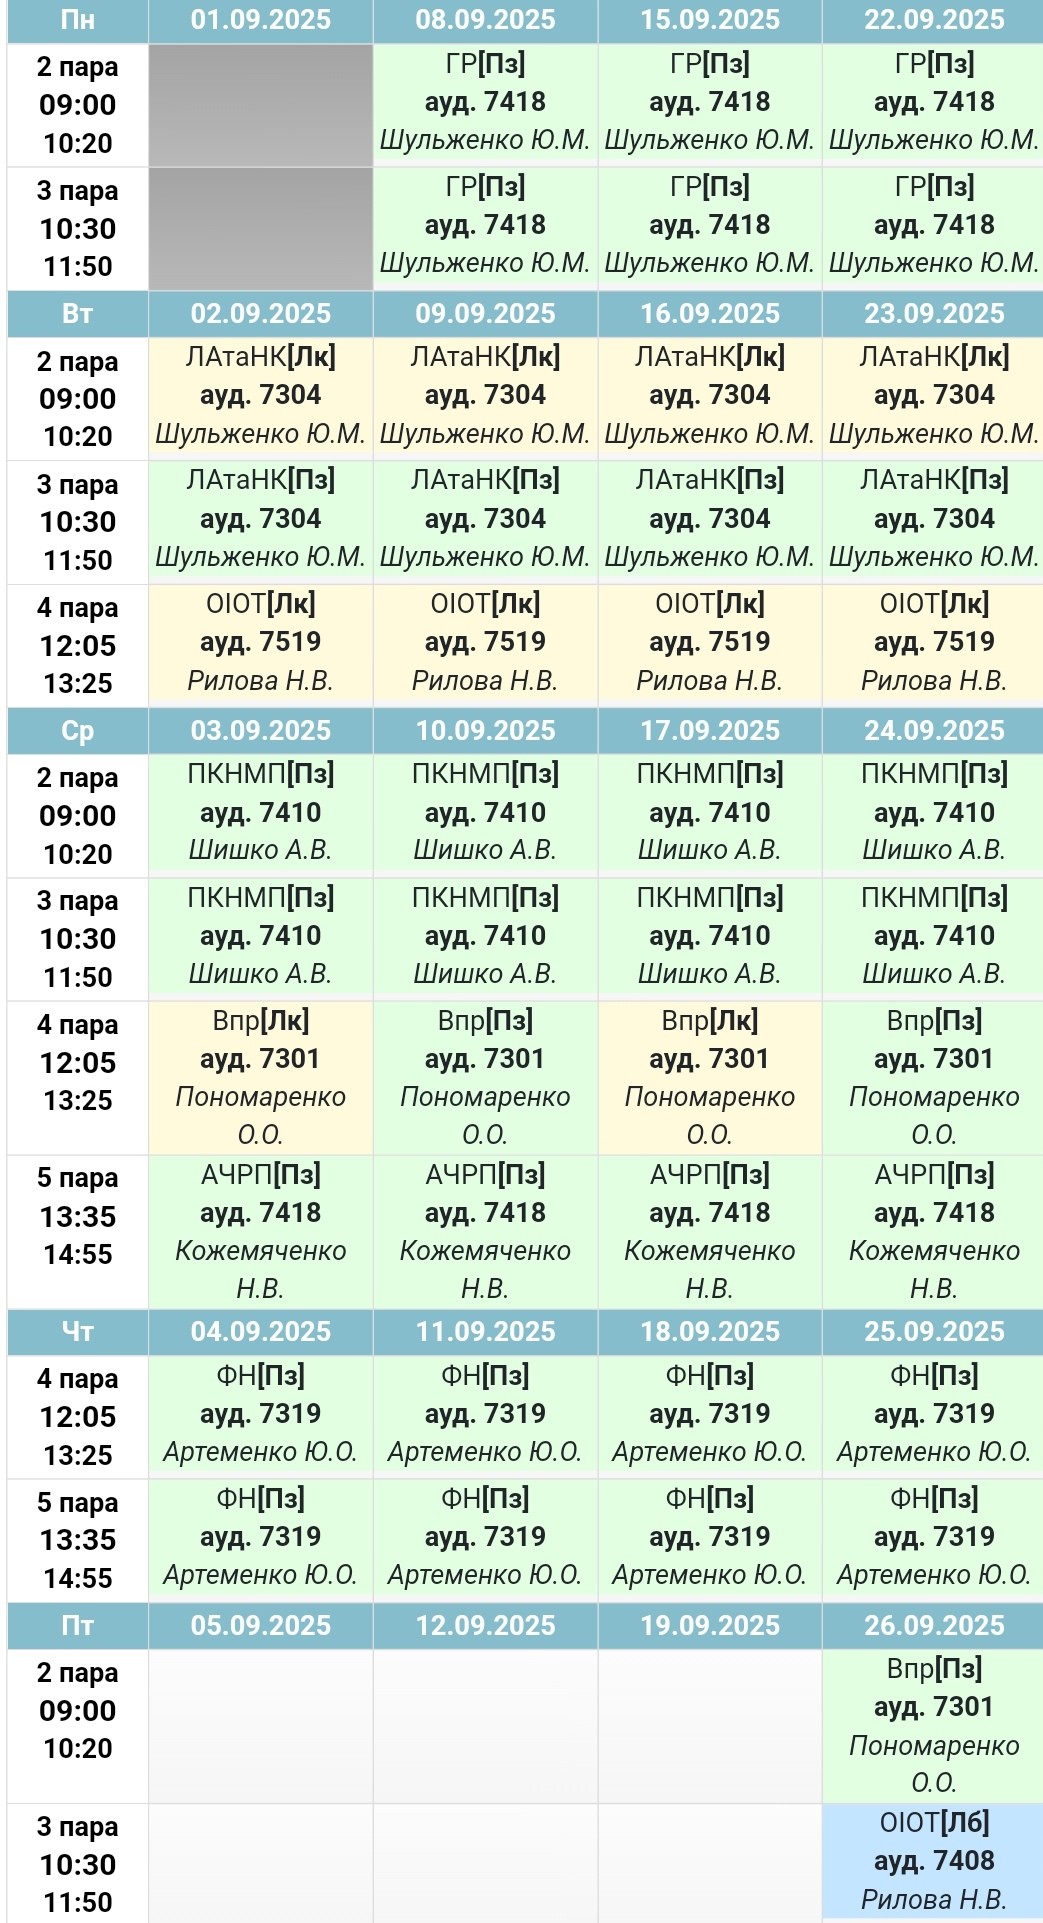 Пн 01.09.2025 08.09.2025 15.09.2025 22.09.2025
2 пара ГР[Пз] ГР[Пз] ГР[Пз]
09:00 ауд. 7418 ауд. 7418 ауд. 7418
10:20 Шульженко Ю.М. Шульженко Ю.М. Шульженко Ю.М.
3 пара ГР[Пз] ГР[Пз] ГР[Пз]
10:30 ауд. 7418 ауд. 7418 ауд. 7418
11:50 Шульженко Ю.М. Шульженко Ю.М. Шульженко Ю.М.
Вт 02.09.2025 09.09.2025 16.09.2025 23.09.2025
2 пара ЛАтаНК[Лк] ЛАтаНК[Лк] ЛАтаНК[Лк] ЛАтаНК[Лк]
09:00 ауд. 7304 ауд. 7304 ауд. 7304 ауд. 7304
10:20 Шульженко Ю.М. Шульженко Ю.М. Шульженко Ю.М. Шульженко Ю.М.
3 пара ЛАтаНК[Пз] ЛАтаНК[Пз] ЛАтаНК[Пз] ЛАтаНК[Пз]
10:30 ауд. 7304 ауд. 7304 ауд. 7304 ауд. 7304
11:50 Шульженко Ю.М. Шульженко Ю.М. Шульженко Ю.М. Шульженко Ю.М.
4 пара ОІОТ[Лк] ОІОТ[Лк] ОІОТ[Лк] ОІОТ[Лк]
12:05 ауд. 7519 ауд. 7519 ауд. 7519 ауд. 7519
13:25 Рилова Н.В. Рилова Н.В. Рилова Н.В. Рилова Н.В.
Ср 03.09.2025 10.09.2025 17.09.2025 24.09.2025
2 пара ПКНМП[Пз] ПКНМП[Пз] ПКНМП[Пз] ПКНМП[Пз]
09:00 ауд. 7410 ауд. 7410 ауд. 7410 ауд. 7410
10:20 Шишко А.В. Шишко А.В. Шишко А.В. Шишко А.В.
3 пара ПКНМП[Пз] ПКНМП[Пз] ПКНМП[Пз] ПКНМП[Пз]
10:30 ауд. 7410 ауд. 7410 ауд. 7410 ауд. 7410
11:50 Шишко А.В. Шишко А.В. Шишко А.В. Шишко А.В.
4 пара Впр[Лк] Впр[Пз] Впр[Лк] Впр[Пз]
12:05 ауд. 7301 ауд. 7301 ауд. 7301 ауд. 7301
13:25 Пономаренко Пономаренко Пономаренко Пономаренко
О.О. О.О. О.О. О.О.
5 пара АЧРП[Пз] АЧРП[Пз] АЧРП[Пз] АЧРП[Пз]
13:35 ауд. 7418 ауд. 7418 ауд. 7418 ауд. 7418
14:55 Кожемяченко Кожемяченко Кожемяченко Кожемяченко
Н.В. Н.В. Н.В. Н.В.
Чт 04.09.2025 11.09.2025 18.09.2025 25.09.2025
4 пара ФН[Пз] ФН[Пз] ФН[Пз] ФН[Пз]
12:05 ауд. 7319 ауд. 7319 ауд. 7319 ауд. 7319
13:25 Артеменко Ю.О. Артеменко Ю.О. Артеменко Ю.О. Артеменко Ю.О.
5 пара ФН[Пз] ФН[Пз] ФН[Пз] ФН[Пз]
13:35 ауд. 7319 ауд. 7319 ауд. 7319 ауд. 7319
14:55 Артеменко Ю.О. Артеменко Ю.О. Артеменко Ю.О. Артеменко Ю.О.
Пт 05.09.2025 12.09.2025 19.09.2025 26.09.2025
2 пара Впр[Пз]
09:00 ауд. 7301
10:20 Пономаренко
О.О.
3 пара ОІОТ[Лб]
10:30 ауд. 7408
11:50 Рилова Н.В.